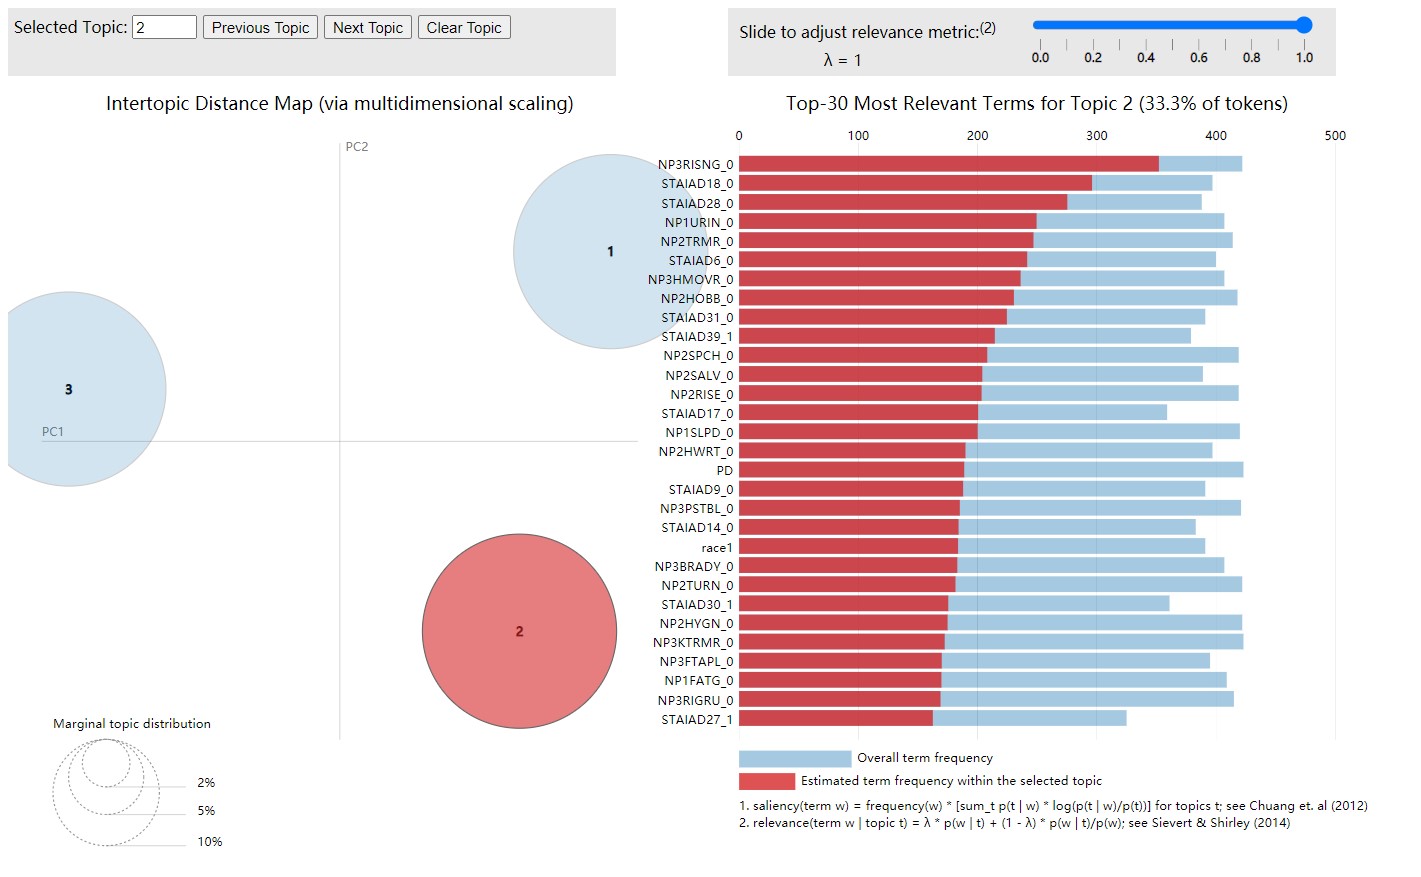 Selected Topic: 2 Previous Topic Next Topic Clear Topic
Slide to adjust relevance metric:(2)
λ = 1
0.0 0.2 0.4 0.6 0.8 1.0
Intertopic Distance Map (via multidimensional scaling)
PC2
1
3
PC1
2
Marginal topic distribution
2%
5%
10%
Top-30 Most Relevant Terms for Topic 2 (33.3% of tokens)
0 100 200 300 400 500
NP3RISNG_0
STAIAD18_0
STAIAD28_0
NP1URIN_0
NP2TRMR_0
STAIAD6_0
NP3HMOVR_0
NP2HOBB_0
STAIAD31_0
STAIAD39_1
NP2SPCH_0
NP2SALV_0
NP2RISE_0
STAIAD17_0
NP1SLPD_0
NP2HWRT_0
PD
STAIAD9_0
NP3PSTBL_0
STAIAD14_0
race1
NP3BRADY_0
NP2TURN_0
STAIAD30_1
NP2HYGN_0
NP3KTRMR_0
NP3FTAPL_0
NP1FATG_0
NP3RIGRU_0
STAIAD27_1
Overall term frequency
Estimated term frequency within the selected topic
1. saliency(term w) = frequency(w) * [sum_t p(t | w) * log(p(t | w)/p(t))] for topics t; see Chuang et. al (2012)
2. relevance(term w | topic t) = λ * p(w | t) + (1 - λ) * p(w | t)/p(w); see Sievert & Shirley (2014)